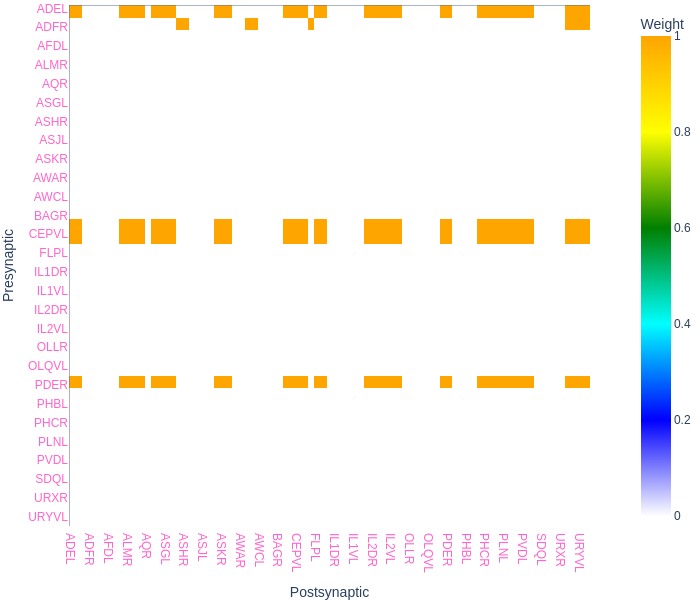 Weight
1
0.8
0.6
0.4
0.2
0
Presynaptic
ADEL
ADFR
AFDL
ALMR
AQR
ASGL
ASHR
ASJL
ASKR
AWAR
AWCL
BAGR
CEPVL
FLPL
IL1DR
IL1VL
IL2DR
IL2VL
OLLR
OLQVL
PDER
PHBL
PHCR
PLNL
PVDL
SDQL
URXR
URYVL
ADEL
ADFR
AFDL
ALMR
AQR
ASGL
ASHR
ASJL
ASKR
AWAR
AWCL
BAGR
CEPVL
FLPL
IL1DR
IL1VL
IL2DR
IL2VL
OLLR
OLQVL
PDER
PHBL
PHCR
PLNL
PVDL
SDQL
URXR
URYVL
Postsynaptic